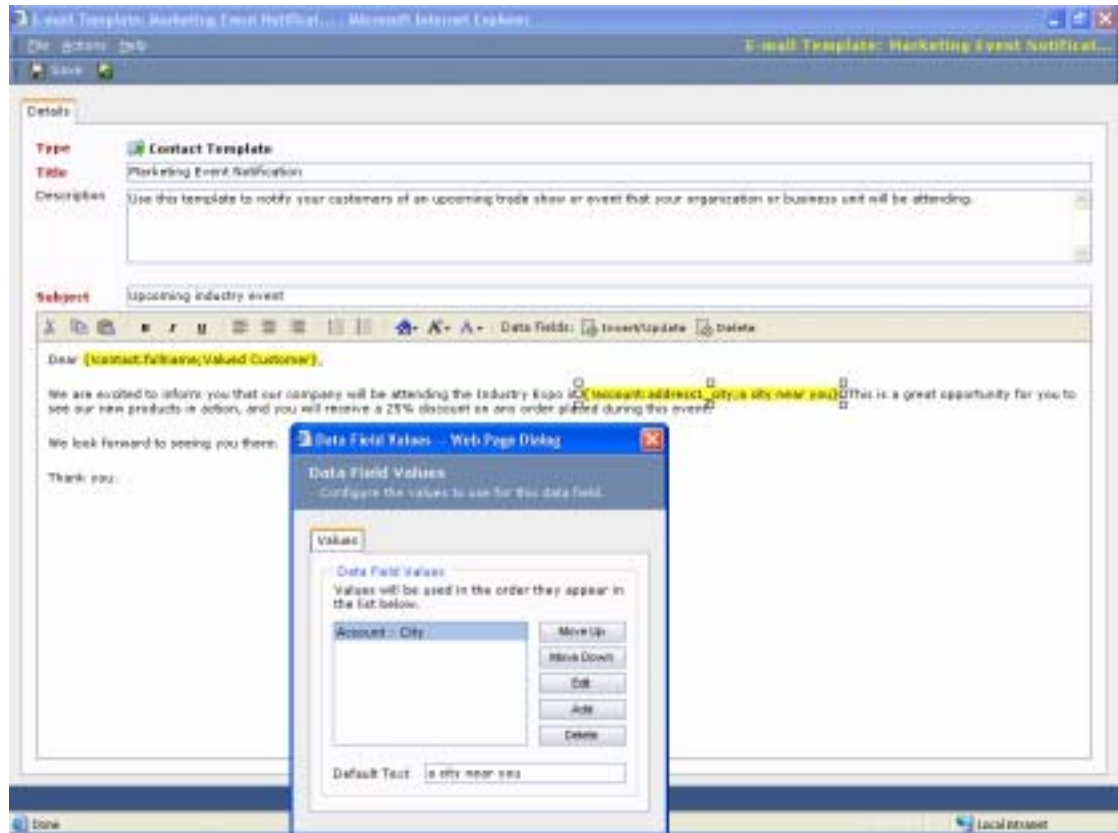 E-mail Template: Marketing Event Notificat... - Microsoft Internet Explorer
File Actions Help
E-mail Template: Marketing Event Notificat...
Save
Details
Type Contact Template
Title Marketing Event Notification
Description Use this template to notify your customers of an upcoming trade show or event that your organization or business unit will be attending.
Subject Upcoming industry event
B I U A Data Fields: Insert/Update Delete
Dear {!contact:fullname;Valued Customer},
We are excited to inform you that our company will be attending the Industry Expo in {!account:address1_city;a city near you}. This is a great opportunity for you to
see our new products in action, and you will receive a 25% discount on any order placed during this event.
We look forward to seeing you there.
Thank you.
Data Field Values -- Web Page Dialog
Data Field Values
Configure the values to use for this data field.
Values
Data Field Values
Values will be used in the order they appear in
the list below.
Account : City
Move Up
Move Down
Edit
Add
Delete
Default Text a city near you
Done
Local intranet